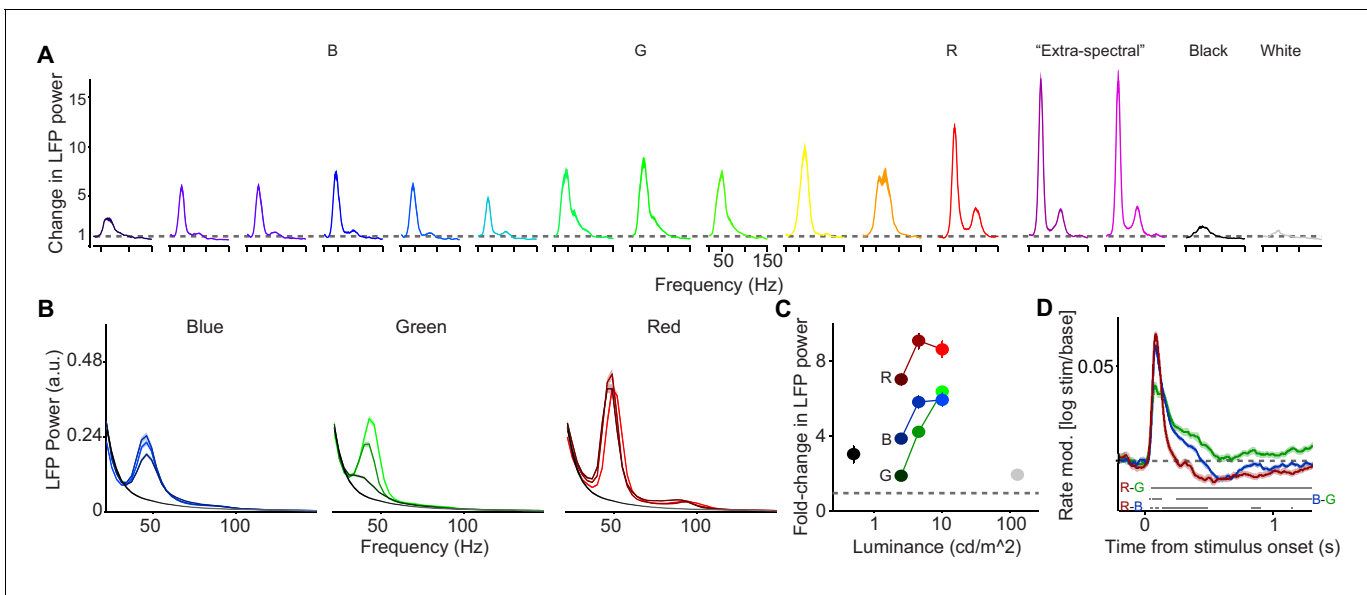 A
B
G
R
"Extra-spectral"
Black
White
Change in LFP power
15
10
5
1
50
150
Frequency (Hz)
B
Blue
Green
Red
LFP Power (a.u.)
0.48
0.24
0
50
100
50
100
50
100
Frequency (Hz)
C
Fold-change in LFP power
8
4
0
R
B
G
1
10
100
Luminance (cd/m^2)
D
Rate mod. [log stim/base]
0.05
R-G
B-G
R-B
0
1
Time from stimulus onset (s)